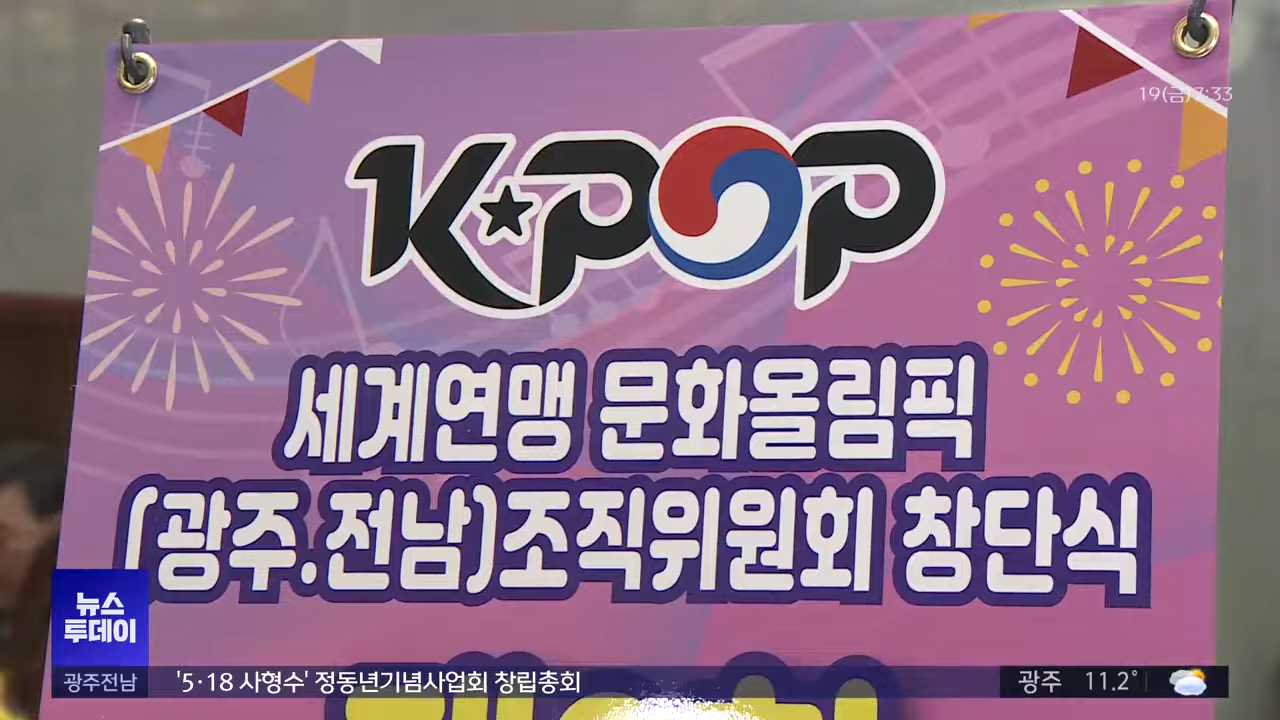 19(금)7:33
K★POP
세계연맹 문화올림픽
(광주.전남)조직위원회 창단식
뉴스
투데이
광주전남 '5·18 사형수' 정동년기념사업회 창립총회 광주 11.2°